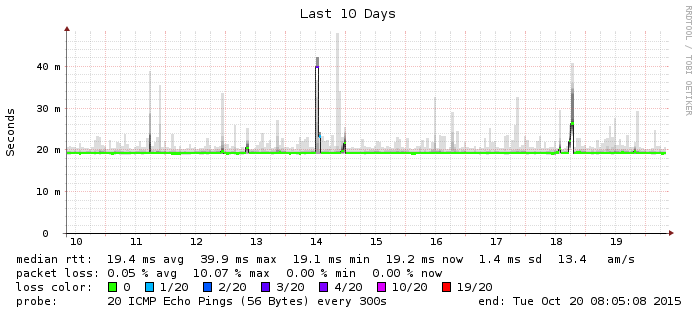 Last 10 Days
RRDTOOL / TOBI OETIKER
Seconds
40 m
30 m
20 m
10 m
0
10 11 12 13 14 15 16 17 18 19
median rtt: 19.4 ms avg 39.9 ms max 19.1 ms min 19.2 ms now 1.4 ms sd 13.4 am/s
packet loss: 0.05 % avg 10.07 % max 0.00 % min 0.00 % now
loss color: 0 1/20 2/20 3/20 4/20 10/20 19/20
probe: 20 ICMP Echo Pings (56 Bytes) every 300s end: Tue Oct 20 08:05:08 2015